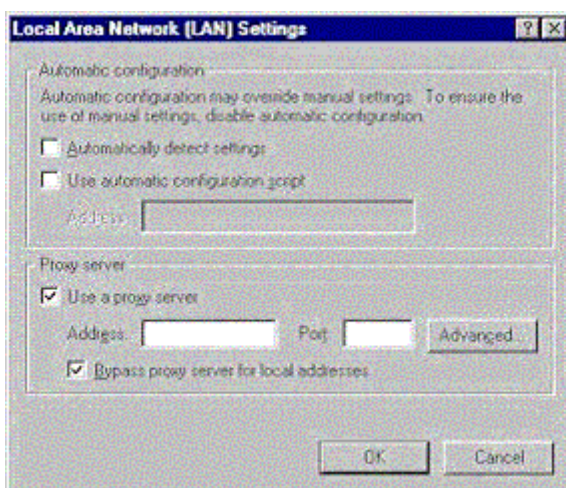 Local Area Network (LAN) Settings
Automatic configuration
Automatic configuration may override manual settings. To ensure the
use of manual settings, disable automatic configuration.
Automatically detect settings
Use automatic configuration script
Address
Proxy server
Use a proxy server
Address: Port: Advanced...
Bypass proxy server for local addresses
OK Cancel